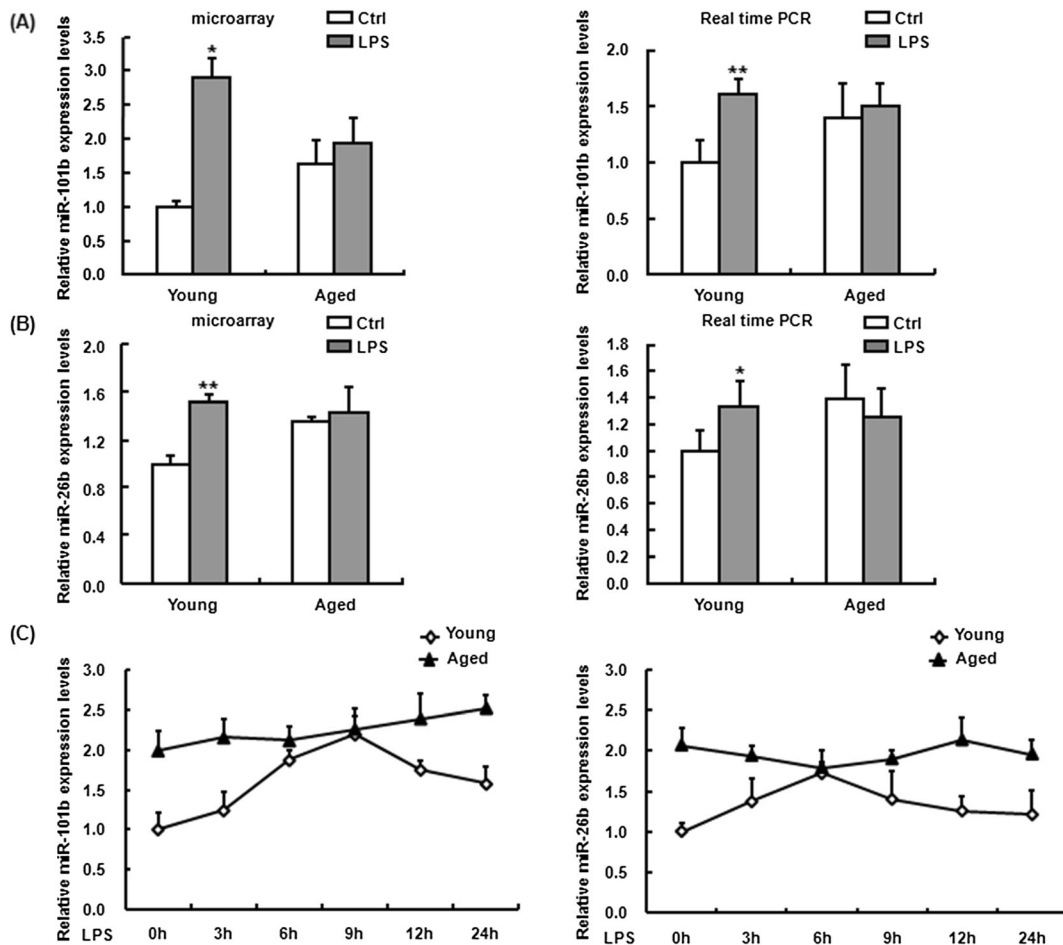 (A)
microarray
Ctrl
LPS
Relative miR-101b expression levels
3.5
3.0
2.5
2.0
1.5
1.0
0.5
0.0
*
Young
Aged
Real time PCR
Ctrl
LPS
Relative miR-101b expression levels
2.0
1.5
1.0
0.5
0.0
**
Young
Aged
(B)
microarray
Ctrl
LPS
Relative miR-26b expression levels
2.0
1.6
1.2
0.8
0.4
0.0
**
Young
Aged
Real time PCR
Ctrl
LPS
Relative miR-26b expression levels
1.8
1.6
1.4
1.2
1.0
0.8
0.6
0.4
0.2
0.0
*
Young
Aged
(C)
Young
Aged
Relative miR-101b expression levels
3.0
2.5
2.0
1.5
1.0
0.5
0.0
LPS 0h 3h 6h 9h 12h 24h
Young
Aged
Relative miR-26b expression levels
3.0
2.5
2.0
1.5
1.0
0.5
0.0
LPS 0h 3h 6h 9h 12h 24h